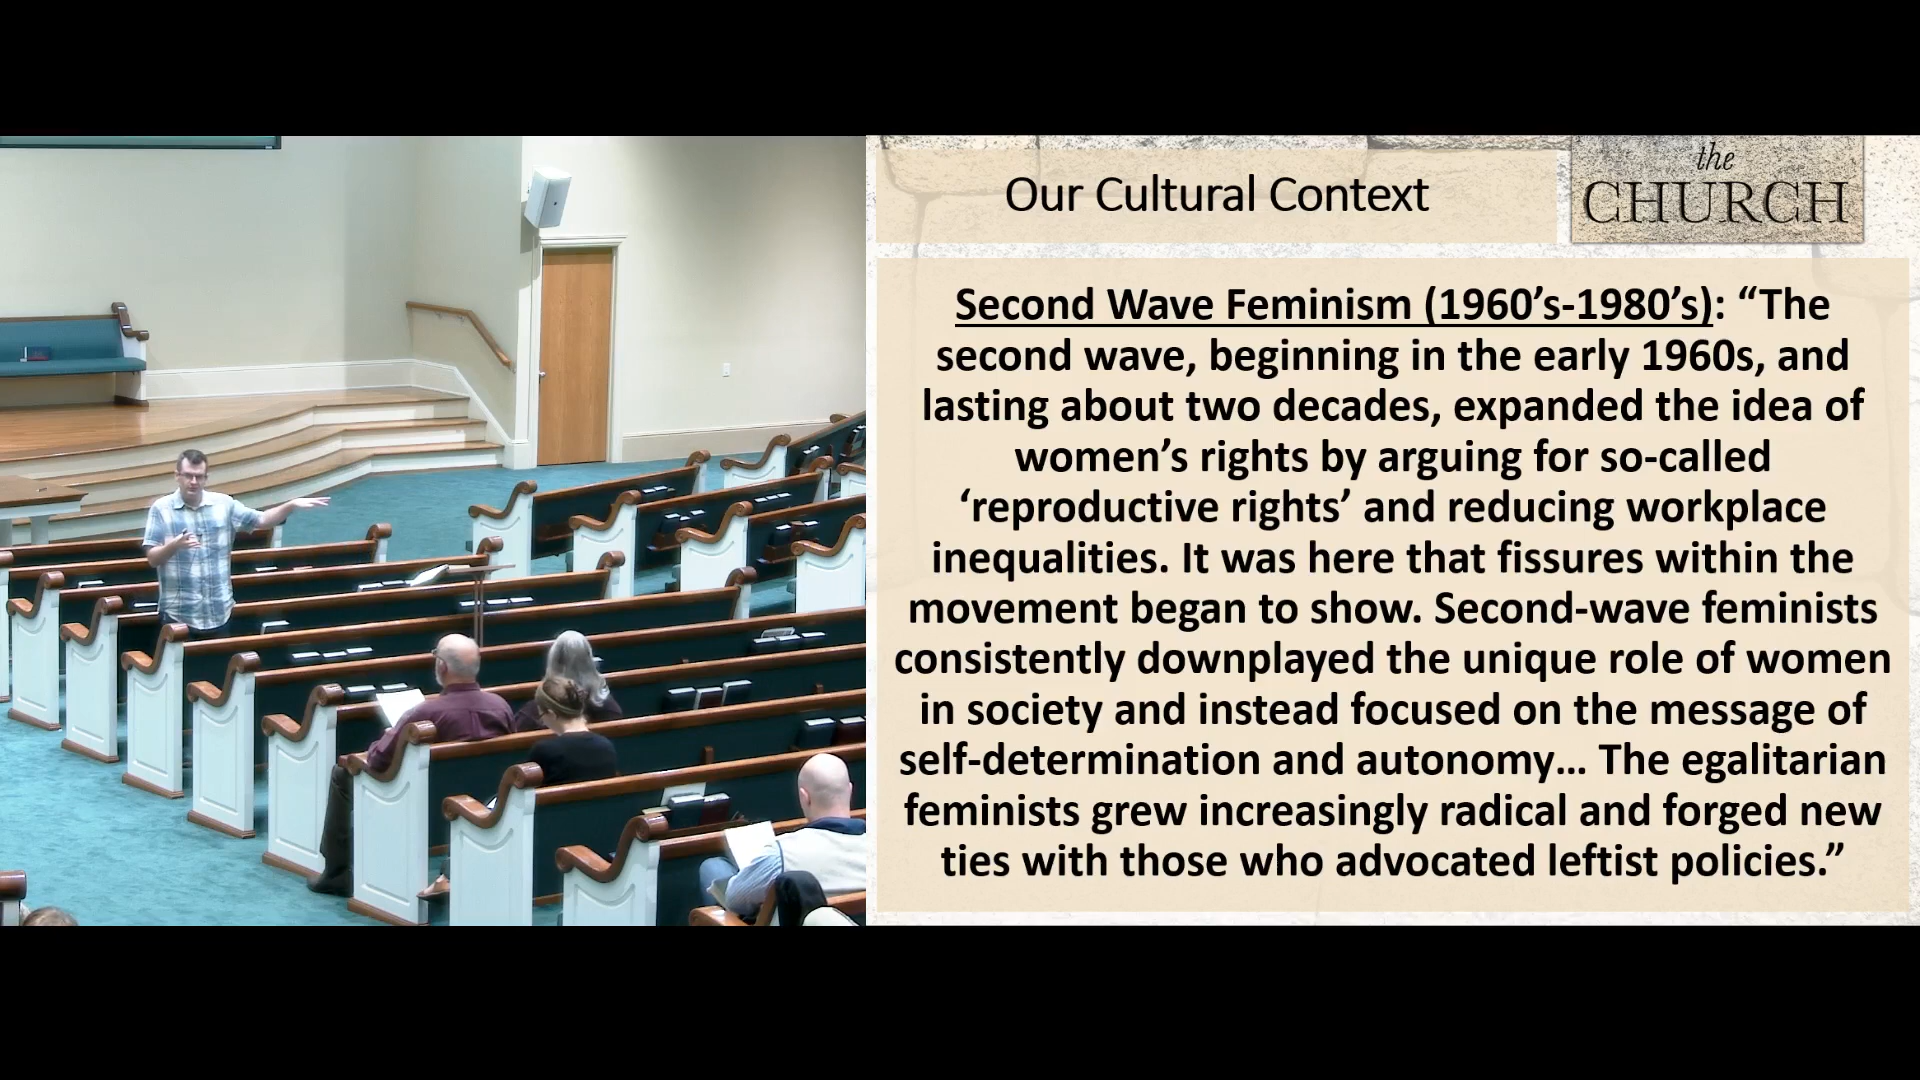 Our Cultural Context
the
CHURCH
Second Wave Feminism (1960’s-1980’s): “The
second wave, beginning in the early 1960s, and
lasting about two decades, expanded the idea of
women’s rights by arguing for so-called
‘reproductive rights’ and reducing workplace
inequalities. It was here that fissures within the
movement began to show. Second-wave feminists
consistently downplayed the unique role of women
in society and instead focused on the message of
self-determination and autonomy… The egalitarian
feminists grew increasingly radical and forged new
ties with those who advocated leftist policies.”